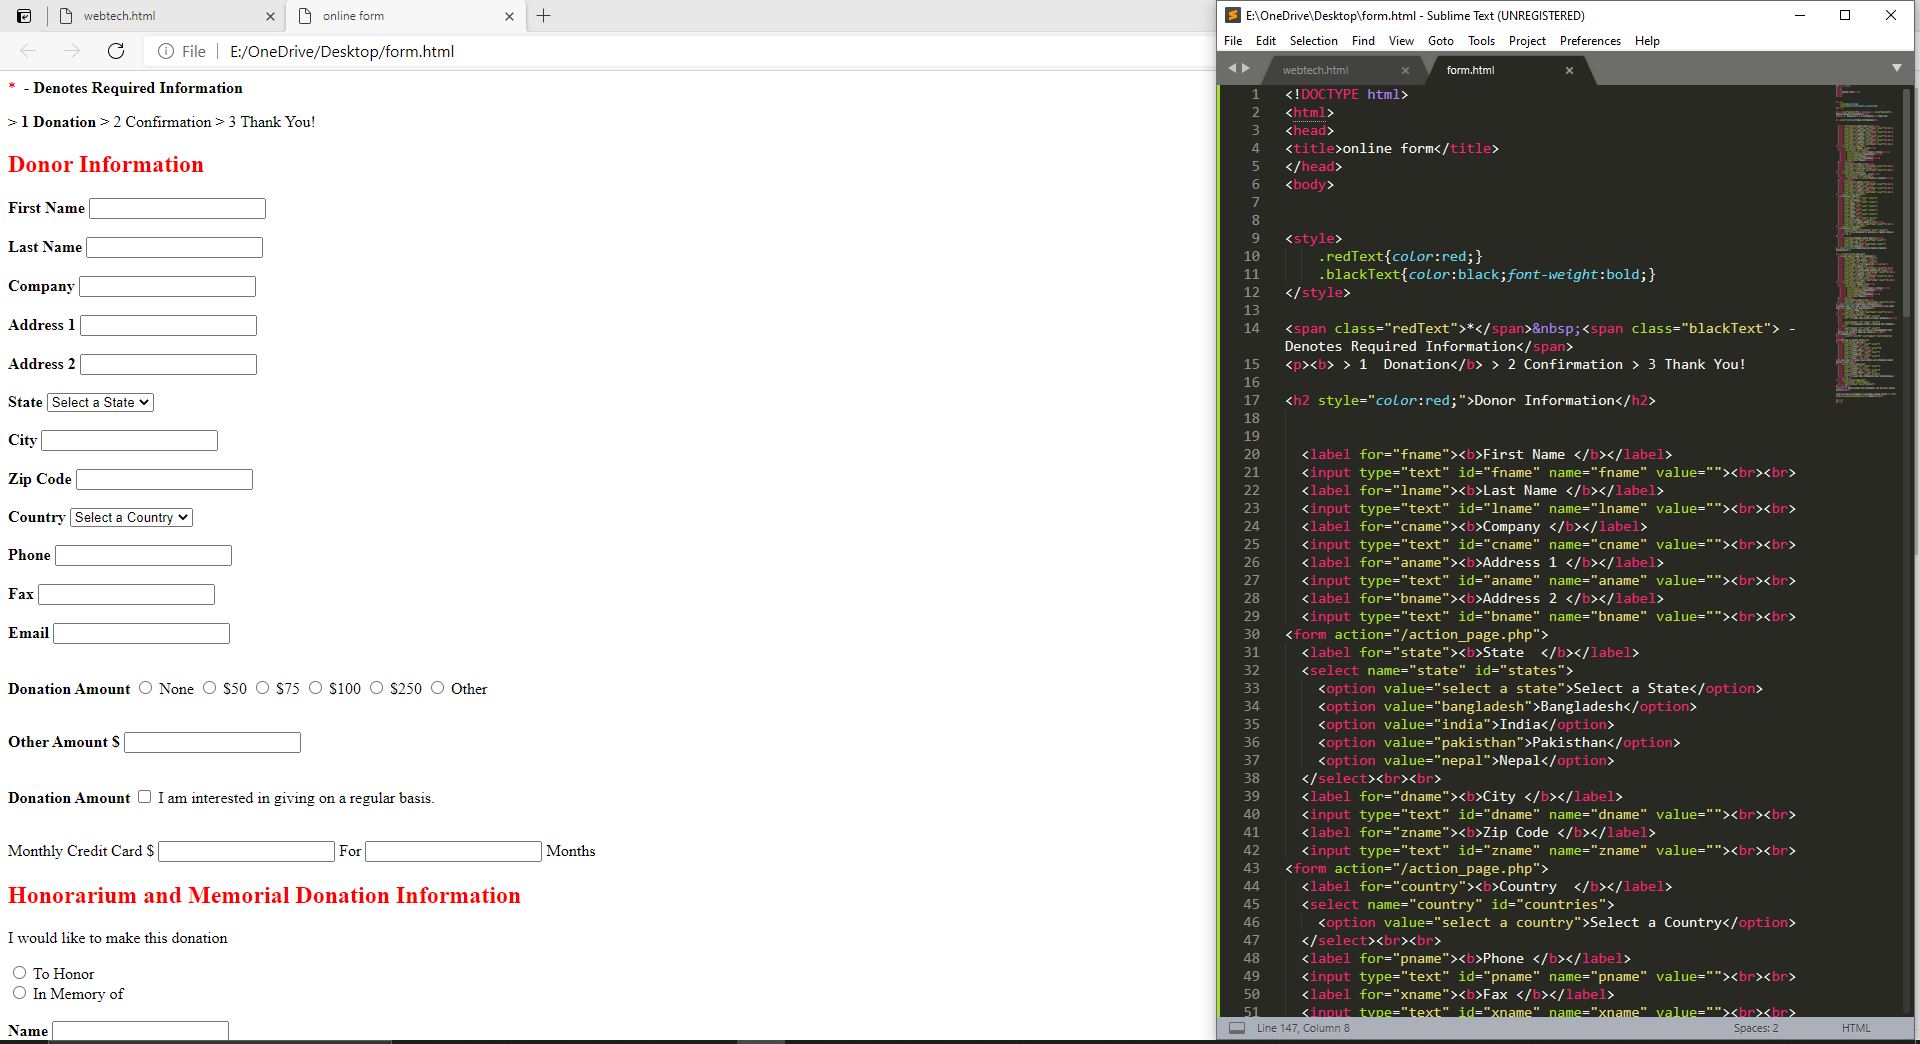 webtech.html
online form
File
E:/OneDrive/Desktop/form.html
* - Denotes Required Information
> 1 Donation > 2 Confirmation > 3 Thank You!
Donor Information
First Name
Last Name
Company
Address 1
Address 2
State Select a State
City
Zip Code
Country Select a Country
Phone
Fax
Email
Donation Amount None $50 $75 $100 $250 Other
Other Amount $
Donation Amount I am interested in giving on a regular basis.
Monthly Credit Card $ For Months
Honorarium and Memorial Donation Information
I would like to make this donation
To Honor
In Memory of
Name
E:\OneDrive\Desktop\form.html - Sublime Text (UNREGISTERED)
File Edit Selection Find View Goto Tools Project Preferences Help
webtech.html form.html
1 <!DOCTYPE html>
2 <html>
3 <head>
4 <title>online form</title>
5 </head>
6 <body>
7
8
9 <style>
10 .redText{color:red;}
11 .blackText{color:black;font-weight:bold;}
12 </style>
13
14 <span class="redText">*</span>&nbsp;<span class="blackText"> -
Denotes Required Information</span>
15 <p><b> > 1  Donation</b> > 2 Confirmation > 3 Thank You!
16
17 <h2 style="color:red;">Donor Information</h2>
18
19
20 <label for="fname"><b>First Name </b></label>
21 <input type="text" id="fname" name="fname" value=""><br><br>
22 <label for="lname"><b>Last Name </b></label>
23 <input type="text" id="lname" name="lname" value=""><br><br>
24 <label for="cname"><b>Company </b></label>
25 <input type="text" id="cname" name="cname" value=""><br><br>
26 <label for="aname"><b>Address 1 </b></label>
27 <input type="text" id="aname" name="aname" value=""><br><br>
28 <label for="bname"><b>Address 2 </b></label>
29 <input type="text" id="bname" name="bname" value=""><br><br>
30 <form action="/action_page.php">
31 <label for="state"><b>State  </b></label>
32 <select name="state" id="states">
33 <option value="select a state">Select a State</option>
34 <option value="bangladesh">Bangladesh</option>
35 <option value="india">India</option>
36 <option value="pakisthan">Pakisthan</option>
37 <option value="nepal">Nepal</option>
38 </select><br><br>
39 <label for="dname"><b>City </b></label>
40 <input type="text" id="dname" name="dname" value=""><br><br>
41 <label for="zname"><b>Zip Code </b></label>
42 <input type="text" id="zname" name="zname" value=""><br><br>
43 <form action="/action_page.php">
44 <label for="country"><b>Country  </b></label>
45 <select name="country" id="countries">
46 <option value="select a country">Select a Country</option>
47 </select><br><br>
48 <label for="pname"><b>Phone </b></label>
49 <input type="text" id="pname" name="pname" value=""><br><br>
50 <label for="xname"><b>Fax </b></label>
51 <input type="text" id="xname" name="xname" value=""><br><br>
Line 147, Column 8 Spaces: 2 HTML